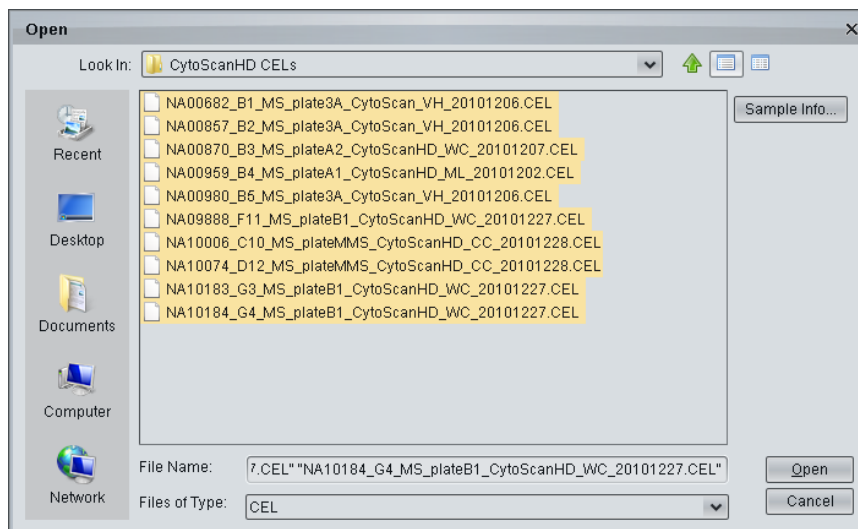 Open
Look In: CytoScanHD CELs
Sample Info...
Recent
Desktop
Documents
Computer
Network
NA00682_B1_MS_plate3A_CytoScan_VH_20101206.CEL
NA00857_B2_MS_plate3A_CytoScan_VH_20101206.CEL
NA00870_B3_MS_plateA2_CytoScanHD_WC_20101207.CEL
NA00959_B4_MS_plateA1_CytoScanHD_ML_20101202.CEL
NA00980_B5_MS_plate3A_CytoScan_VH_20101206.CEL
NA09888_F11_MS_plateB1_CytoScanHD_WC_20101227.CEL
NA10006_C10_MS_plateMMS_CytoScanHD_CC_20101228.CEL
NA10074_D12_MS_plateMMS_CytoScanHD_CC_20101228.CEL
NA10183_G3_MS_plateB1_CytoScanHD_WC_20101227.CEL
NA10184_G4_MS_plateB1_CytoScanHD_WC_20101227.CEL
File Name: 7.CEL" "NA10184_G4_MS_plateB1_CytoScanHD_WC_20101227.CEL"
Open
Files of Type: CEL
Cancel